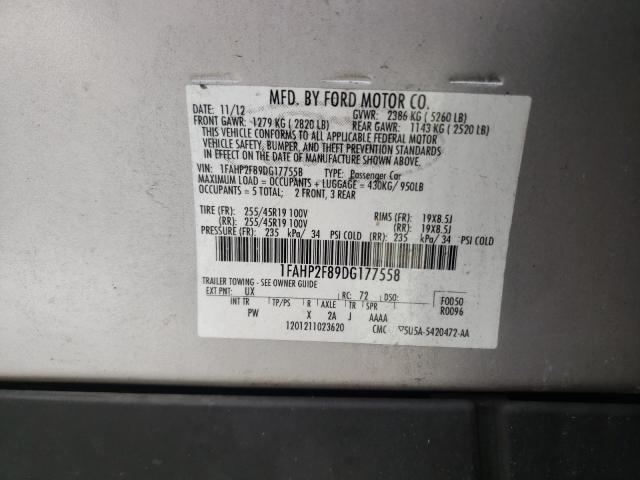 MFD. BY FORD MOTOR CO.
DATE: 11/12 GVWR: 2386 KG ( 5260 LB)
FRONT GAWR: 1279 KG ( 2820 LB) REAR GAWR: 1143 KG ( 2520 LB)
THIS VEHICLE CONFORMS TO ALL APPLICABLE FEDERAL MOTOR
VEHICLE SAFETY, BUMPER, AND THEFT PREVENTION STANDARDS
IN EFFECT ON THE DATE OF MANUFACTURE SHOWN ABOVE.
VIN: 1FAHP2F89DG177558 TYPE: Passenger Car
MAXIMUM LOAD = OCCUPANTS + LUGGAGE = 430KG/ 950LB
OCCUPANTS = 5 TOTAL; 2 FRONT, 3 REAR
TIRE (FR): 255/45R19 100V RIMS (FR): 19X8.5J
(RR): 255/45R19 100V (RR): 19X8.5J
PRESSURE (FR): 235 kPa/ 34 PSI COLD (RR): 235 kPa/ 34 PSI COLD
1FAHP2F89DG177558
TRAILER TOWING - SEE OWNER GUIDE
EXT PNT: UX RC: 72 DSO: F0050
INT TR TP/PS R AXLE TR SPR R0096
PW X 2A J AAAA
1201211023620 CMC 5U5A-5420472-AA